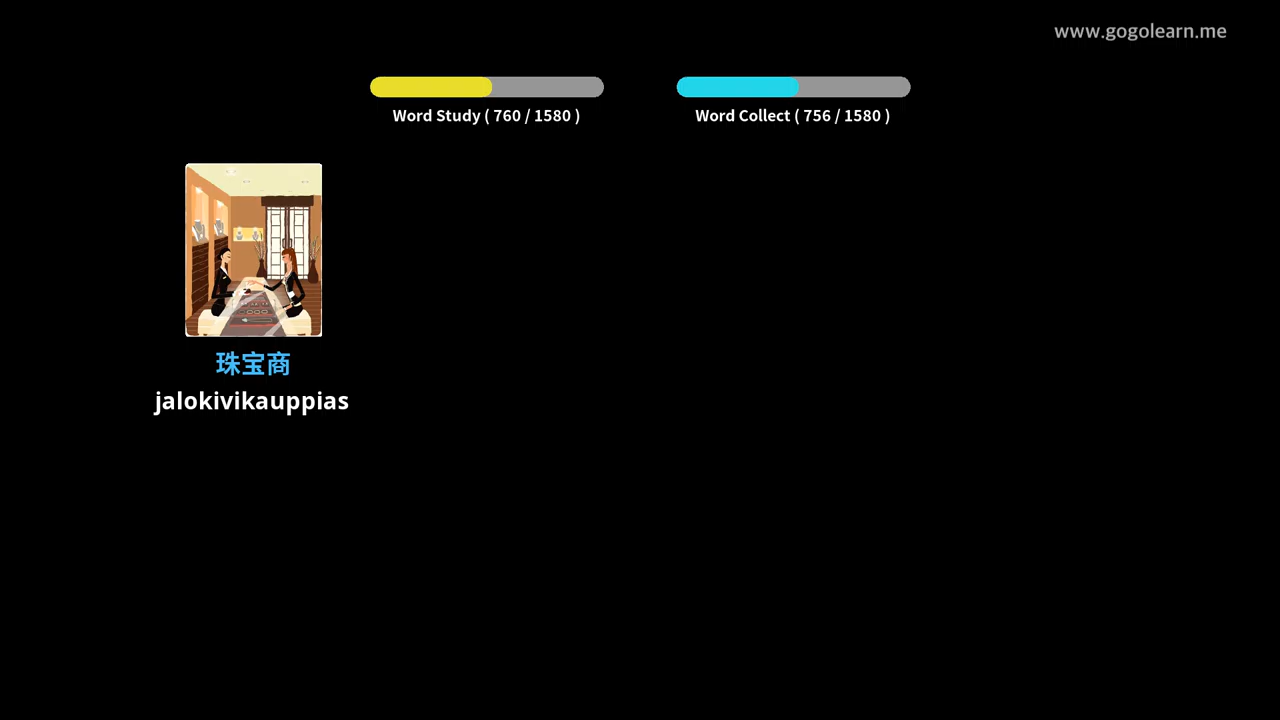 www.gogolearn.me
Word Study ( 760 / 1580 )
Word Collect ( 756 / 1580 )
珠宝商
jalokivikauppias